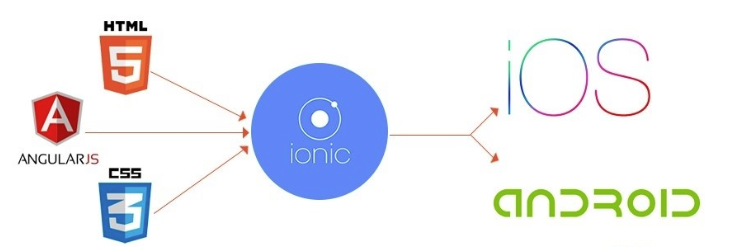 HTML
5
A
ANGULARJS
CSS
3
ionic
iOS
ANDROID